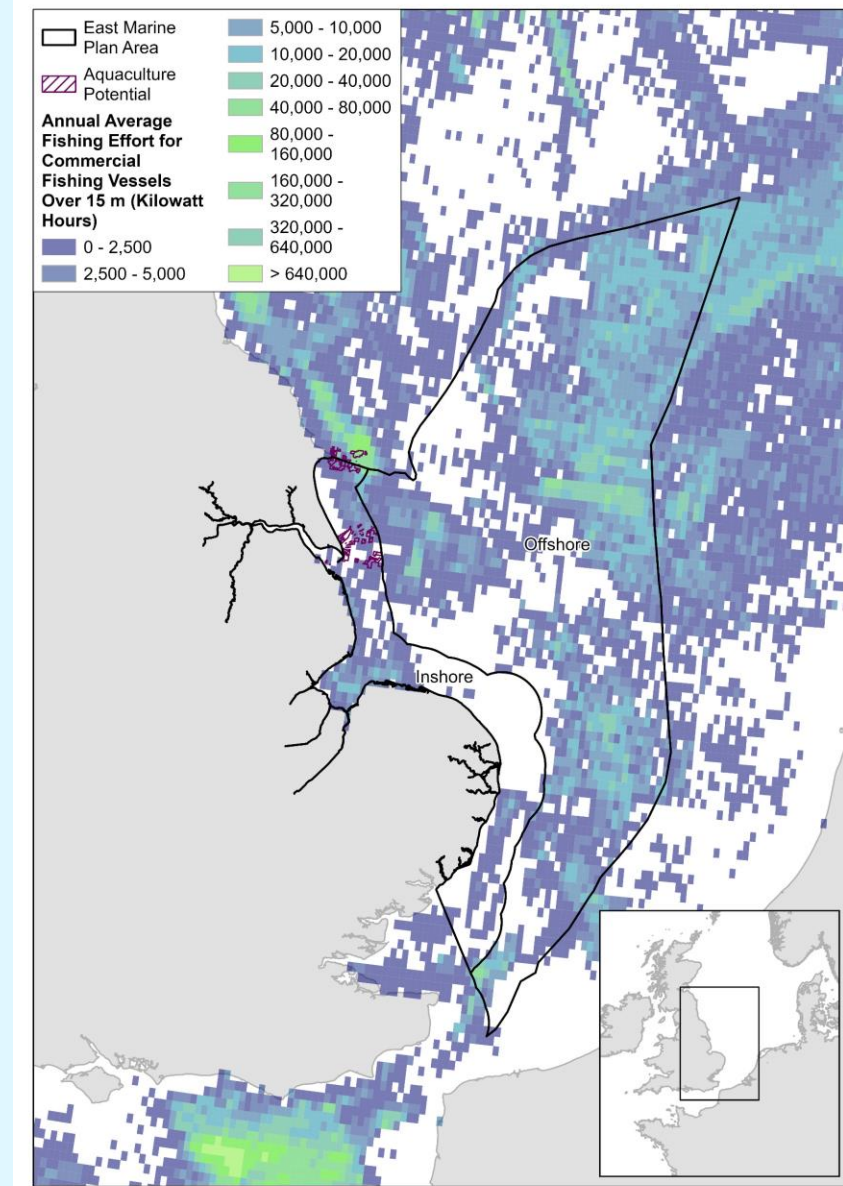 East Marine
Plan Area
Aquaculture
Potential
Annual Average
Fishing Effort for
Commercial
Fishing Vessels
Over 15 m (Kilowatt
Hours)
0 - 2,500
2,500 - 5,000
5,000 - 10,000
10,000 - 20,000
20,000 - 40,000
40,000 - 80,000
80,000 -
160,000
160,000 -
320,000
320,000 -
640,000
> 640,000
Offshore
Inshore